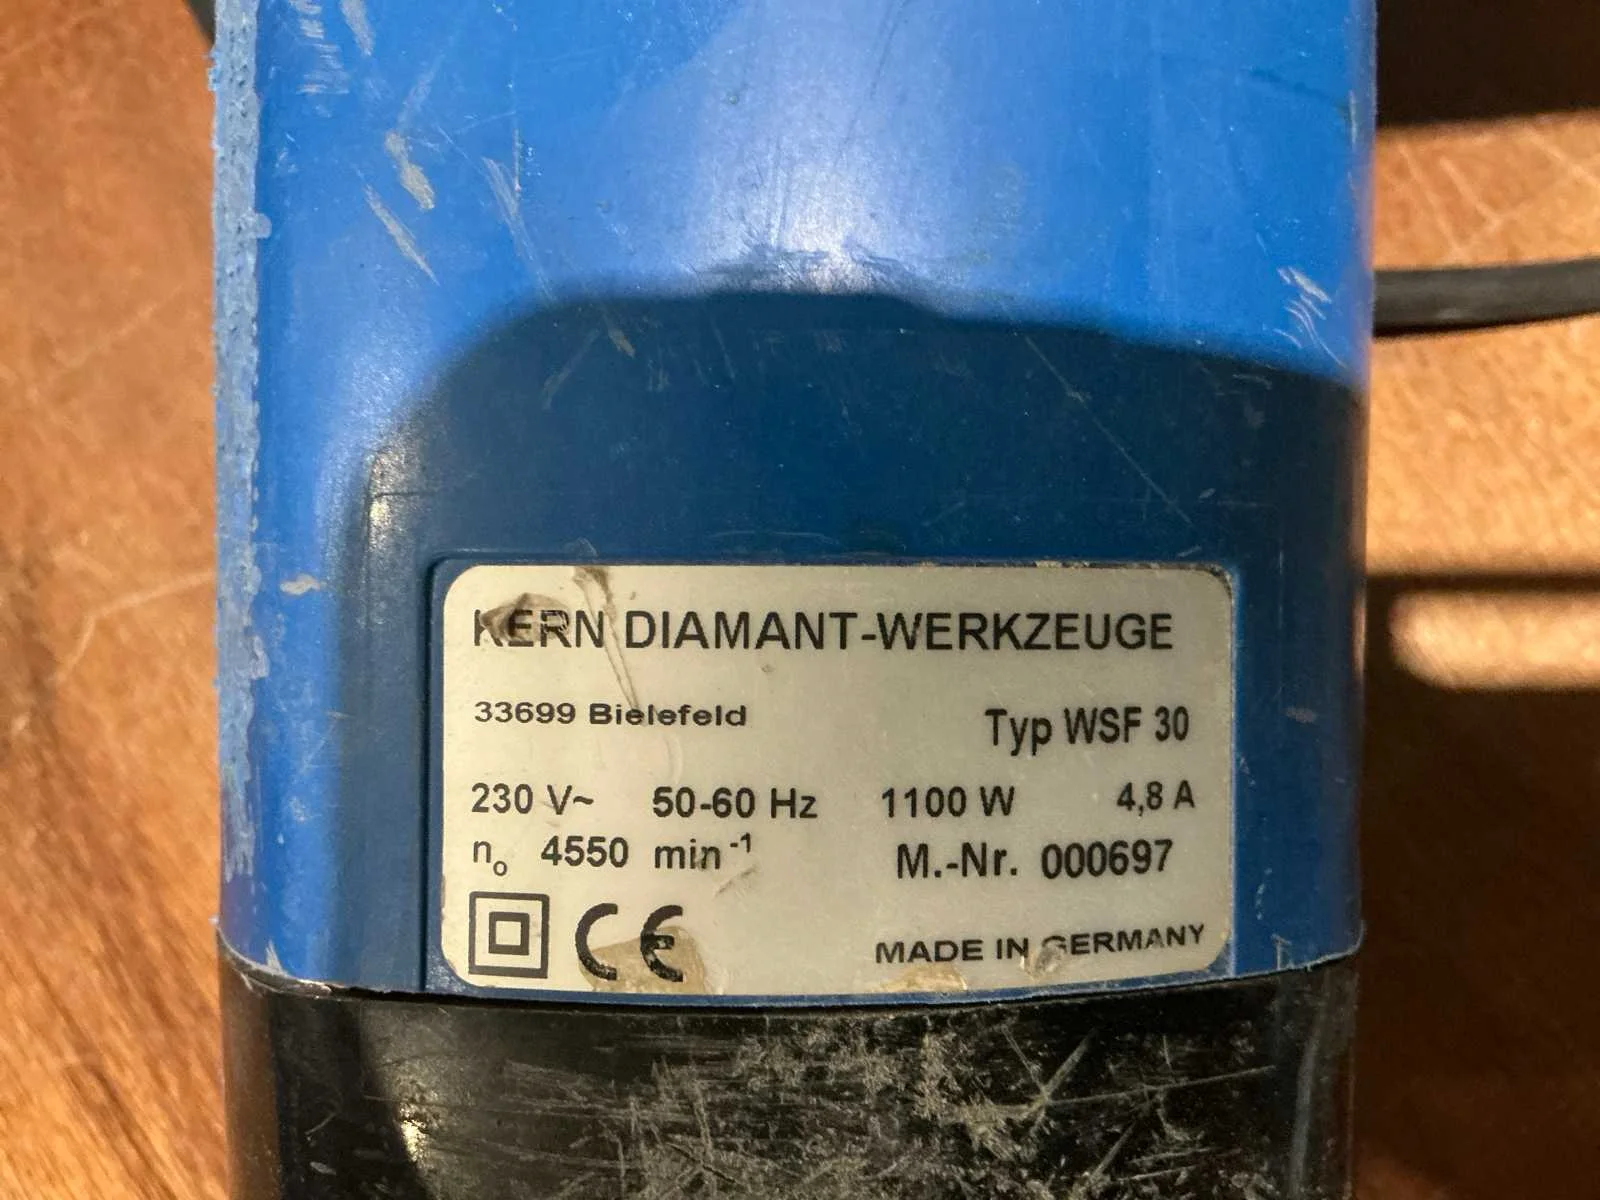 KERN DIAMANT-WERKZEUGE
33699 Bielefeld
Typ WSF 30
230 V~ 50-60 Hz 1100 W 4,8 A
no 4550 min-1 M.-Nr. 000697
CE MADE IN GERMANY